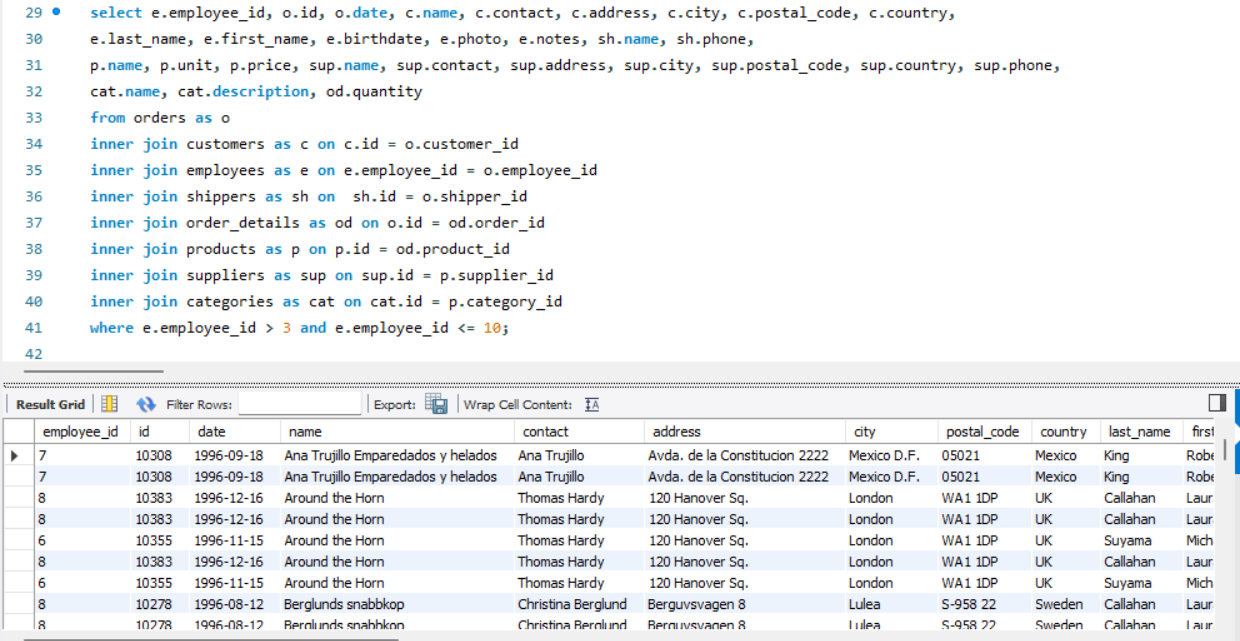 29 select e.employee_id, o.id, o.date, c.name, c.contact, c.address, c.city, c.postal_code, c.country,
30 e.last_name, e.first_name, e.birthdate, e.photo, e.notes, sh.name, sh.phone,
31 p.name, p.unit, p.price, sup.name, sup.contact, sup.address, sup.city, sup.postal_code, sup.country, sup.phone,
32 cat.name, cat.description, od.quantity
33 from orders as o
34 inner join customers as c on c.id = o.customer_id
35 inner join employees as e on e.employee_id = o.employee_id
36 inner join shippers as sh on  sh.id = o.shipper_id
37 inner join order_details as od on o.id = od.order_id
38 inner join products as p on p.id = od.product_id
39 inner join suppliers as sup on sup.id = p.supplier_id
40 inner join categories as cat on cat.id = p.category_id
41 where e.employee_id > 3 and e.employee_id <= 10;
42
Result Grid Filter Rows: Export: Wrap Cell Content: IA
employee_id id date name contact address city postal_code country last_name first
7 10308 1996-09-18 Ana Trujillo Emparedados y helados Ana Trujillo Avda. de la Constitucion 2222 Mexico D.F. 05021 Mexico King Robe
7 10308 1996-09-18 Ana Trujillo Emparedados y helados Ana Trujillo Avda. de la Constitucion 2222 Mexico D.F. 05021 Mexico King Robe
8 10383 1996-12-16 Around the Horn Thomas Hardy 120 Hanover Sq. London WA1 1DP UK Callahan Laur
8 10383 1996-12-16 Around the Horn Thomas Hardy 120 Hanover Sq. London WA1 1DP UK Callahan Laur
6 10355 1996-11-15 Around the Horn Thomas Hardy 120 Hanover Sq. London WA1 1DP UK Suyama Mich
8 10383 1996-12-16 Around the Horn Thomas Hardy 120 Hanover Sq. London WA1 1DP UK Callahan Laur
6 10355 1996-11-15 Around the Horn Thomas Hardy 120 Hanover Sq. London WA1 1DP UK Suyama Mich
8 10278 1996-08-12 Berglunds snabbkop Christina Berglund Berguvsvagen 8 Lulea S-958 22 Sweden Callahan Laur
8 10278 1996-08-12 Berglunds snabbkop Christina Berglund Berguvsvagen 8 Lulea S-958 22 Sweden Callahan Laur